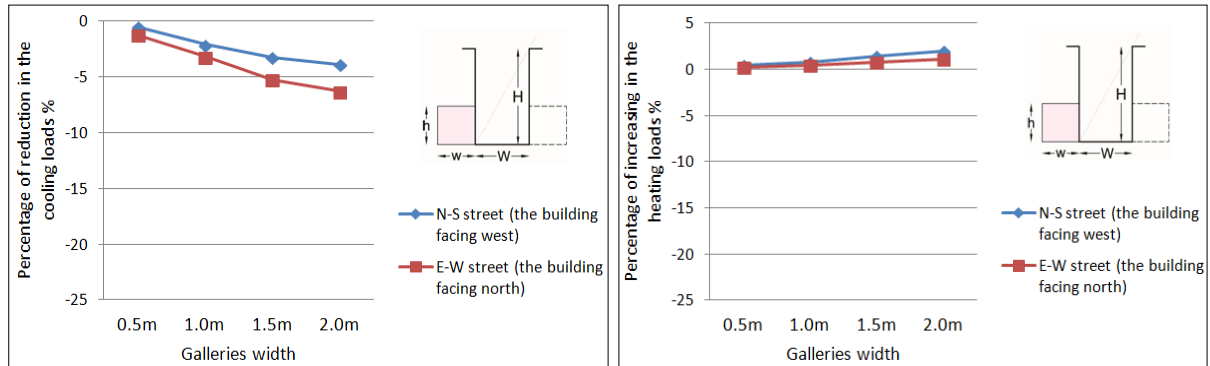 Percentage of reduction in the
cooling loads %
0
-5
-10
-15
-20
-25
0.5m 1.0m 1.5m 2.0m
Galleries width
H
h
w W
N-S street (the building
facing west)
E-W street (the building
facing north)
Percentage of increasing in the
heating loads %
5
0
-5
-10
-15
-20
-25
0.5m 1.0m 1.5m 2.0m
Galleries width
H
h
w W
N-S street (the building
facing west)
E-W street (the building
facing north)